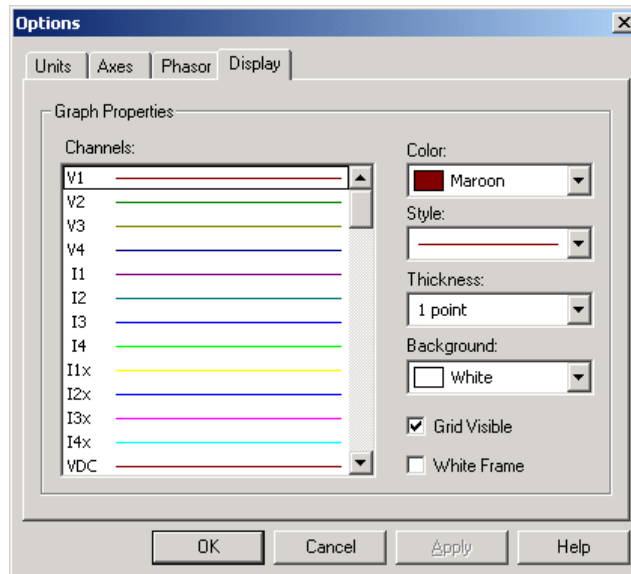 Options
Units Axes Phasor Display
Graph Properties
Channels:
V1
V2
V3
V4
I1
I2
I3
I4
I1x
I2x
I3x
I4x
VDC
Color:
Maroon
Style:
Thickness:
1 point
Background:
White
Grid Visible
White Frame
OK Cancel Apply Help